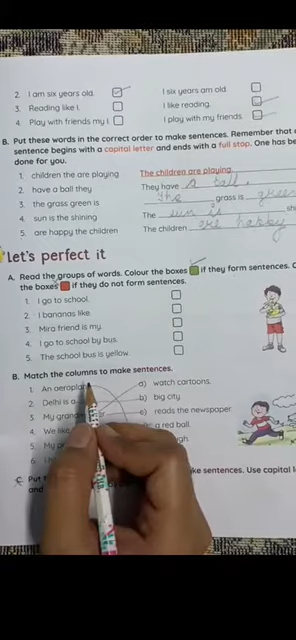 2. I am six years old. I six years am old.
3. Reading like I. I like reading.
4. Play with friends my I. I play with my friends
B. Put these words in the correct order to make sentences. Remember that
sentence begins with a capital letter and ends with a full stop. One has be
done for you.
1. children the are playing The children are playing.
2. have a ball they They have a ball.
3. the grass green is The grass is green
4. sun is the shining The sun is sh
5. are happy the children The children are happy
Let's perfect it
A. Read the groups of words. Colour the boxes if they form sentences. C
the boxes if they do not form sentences.
1. I go to school.
2. I bananas like.
3. Mira friend is my
4. I go to school by bus.
5. The school bus is yellow.
B. Match the columns to make sentences.
1. An aeropla a) watch cartoons.
2. Delhi is a b) big city
3. My grand c) reads the newspaper.
4. We like a red ball.
5. My
6.
C. Put ke sentences. Use capital l
and